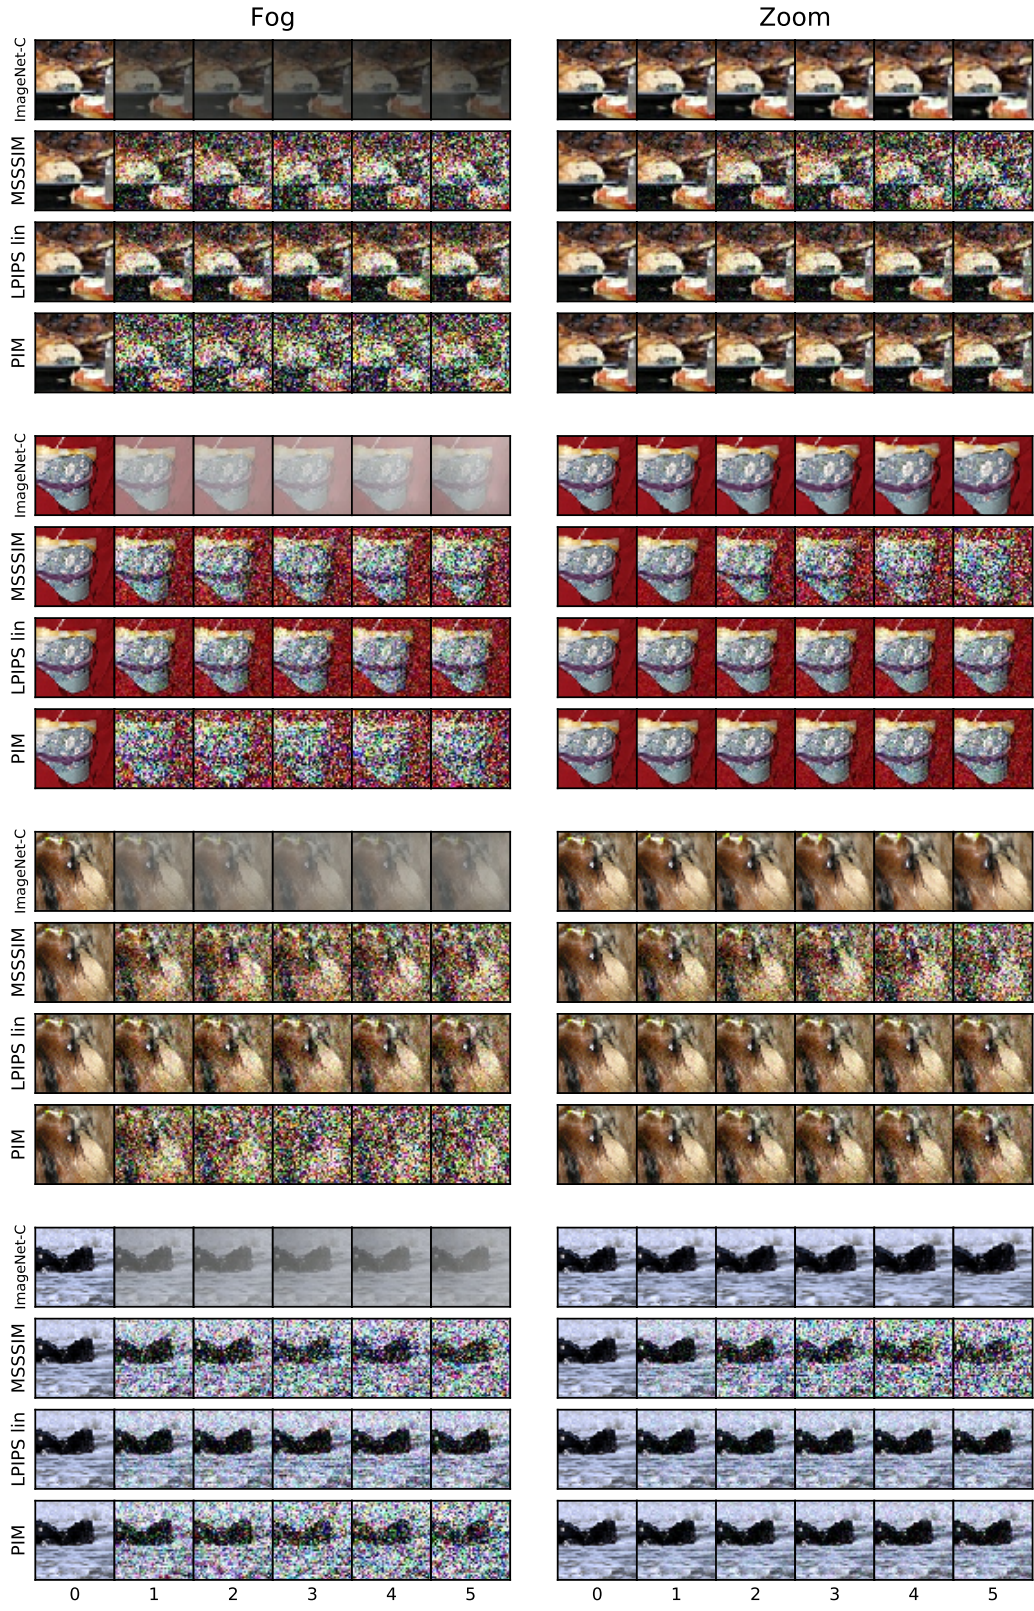 Fog Zoom
ImageNet-C
MSSSIM
LPIPS lin
PIM
ImageNet-C
MSSSIM
LPIPS lin
PIM
ImageNet-C
MSSSIM
LPIPS lin
PIM
ImageNet-C
MSSSIM
LPIPS lin
PIM
0 1 2 3 4 5 0 1 2 3 4 5